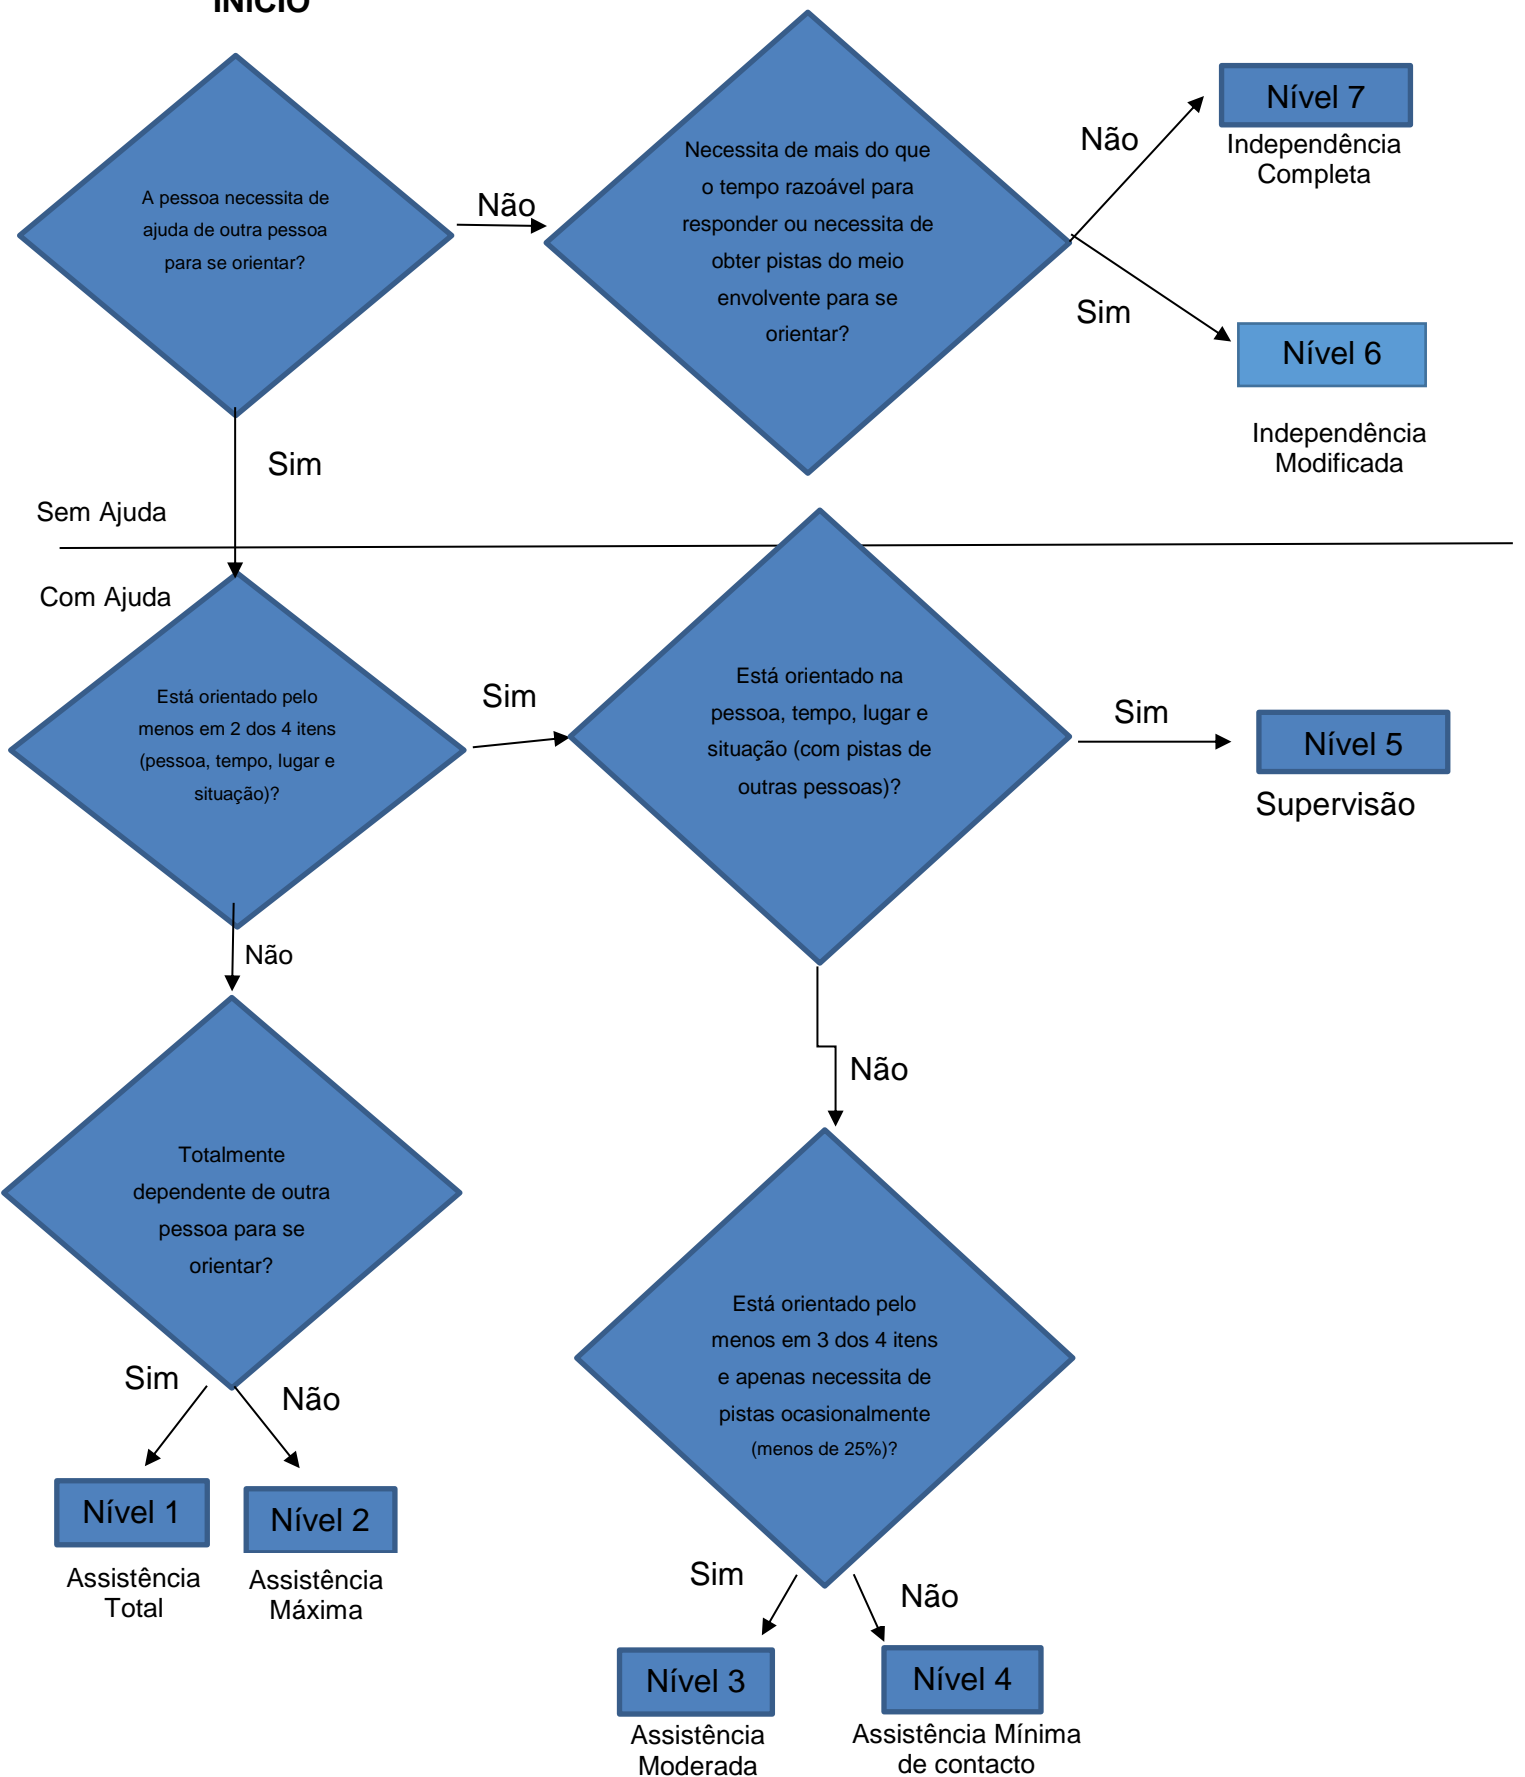 INÍCIO
A pessoa necessita de
ajuda de outra pessoa
para se orientar?
Não
Necessita de mais do que
o tempo razoável para
responder ou necessita de
obter pistas do meio
envolvente para se
orientar?
Não
Nível 7
Independência
Completa
Sim
Nível 6
Independência
Modificada
Sim
Sem Ajuda
Com Ajuda
Está orientado pelo
menos em 2 dos 4 itens
(pessoa, tempo, lugar e
situação)?
Sim
Está orientado na
pessoa, tempo, lugar e
situação (com pistas de
outras pessoas)?
Sim
Nível 5
Supervisão
Não
Totalmente
dependente de outra
pessoa para se
orientar?
Sim
Não
Nível 1
Assistência
Total
Nível 2
Assistência
Máxima
Não
Está orientado pelo
menos em 3 dos 4 itens
e apenas necessita de
pistas ocasionalmente
(menos de 25%)?
Sim
Não
Nível 3
Assistência
Moderada
Nível 4
Assistência Mínima
de contacto